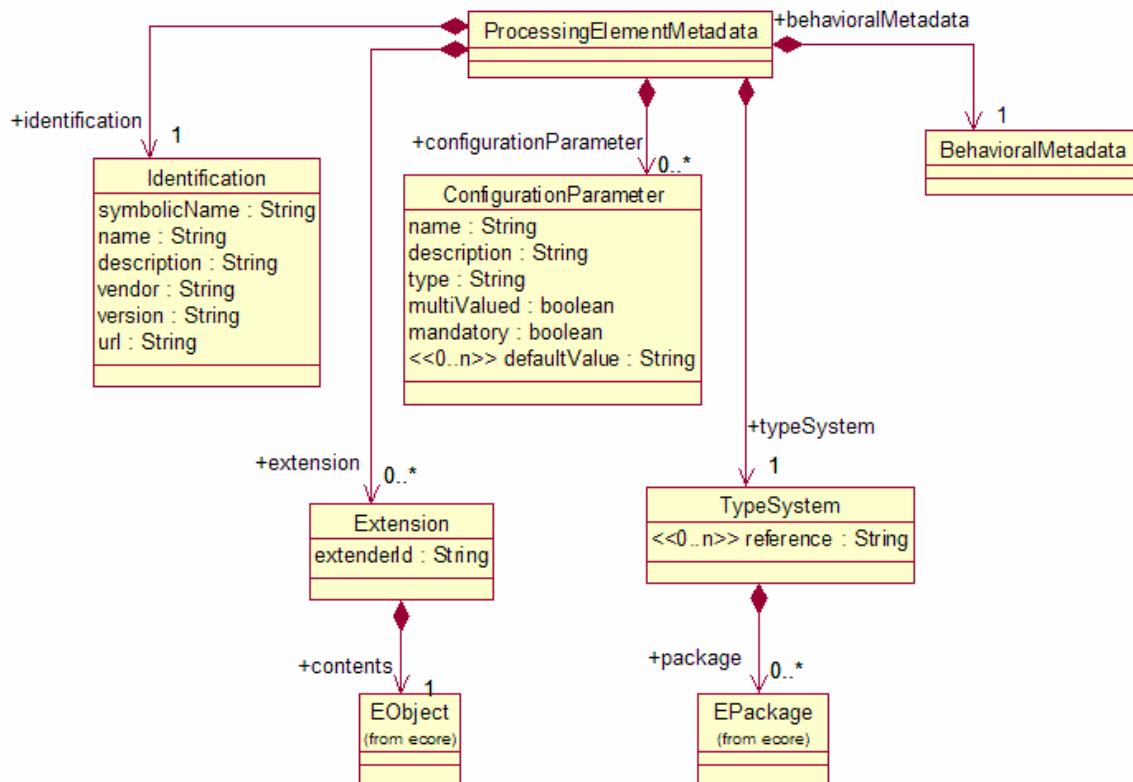 ProcessingElementMetadata
+behavioralMetadata
+identification
1
+configurationParameter
0..*
1
Identification
symbolicName : String
name : String
description : String
vendor : String
version : String
url : String
ConfigurationParameter
name : String
description : String
type : String
multiValued : boolean
mandatory : boolean
<<0..n>> defaultValue : String
BehavioralMetadata
+extension
0..*
+typeSystem
1
Extension
extenderId : String
TypeSystem
<<0..n>> reference : String
+contents
1
+package
0..*
EObject
(from ecore)
EPackage
(from ecore)